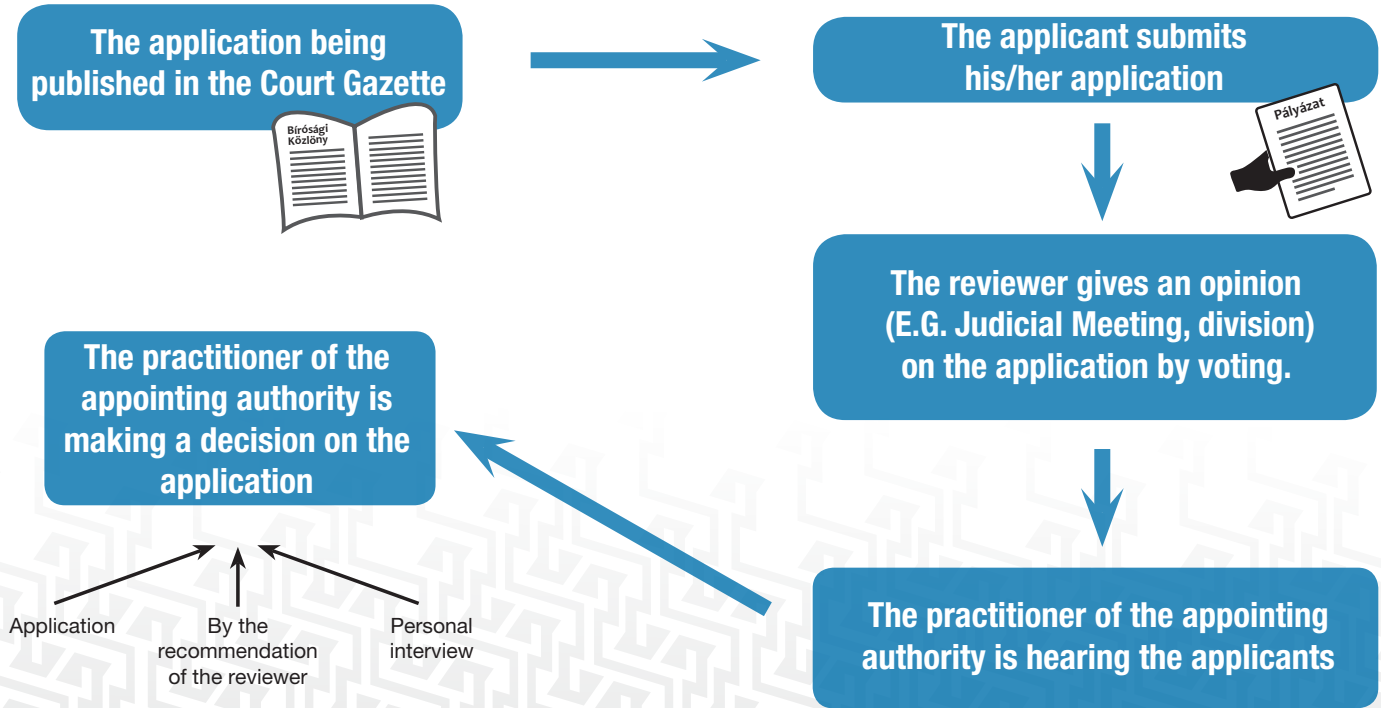 The application being
published in the Court Gazette
Bírósági
Közlöny
The applicant submits
his/her application
Pályázat
The reviewer gives an opinion
(E.G. Judicial Meeting, division)
on the application by voting.
The practitioner of the appointing
authority is hearing the applicants
The practitioner of the
appointing authority is
making a decision on the
application
Application
By the
recommendation
of the reviewer
Personal
interview